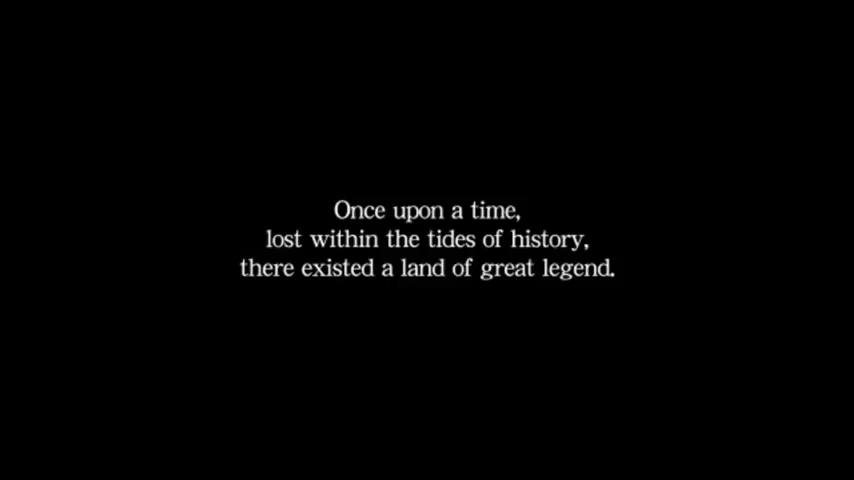 Once upon a time,
lost within the tides of history,
there existed a land of great legend.